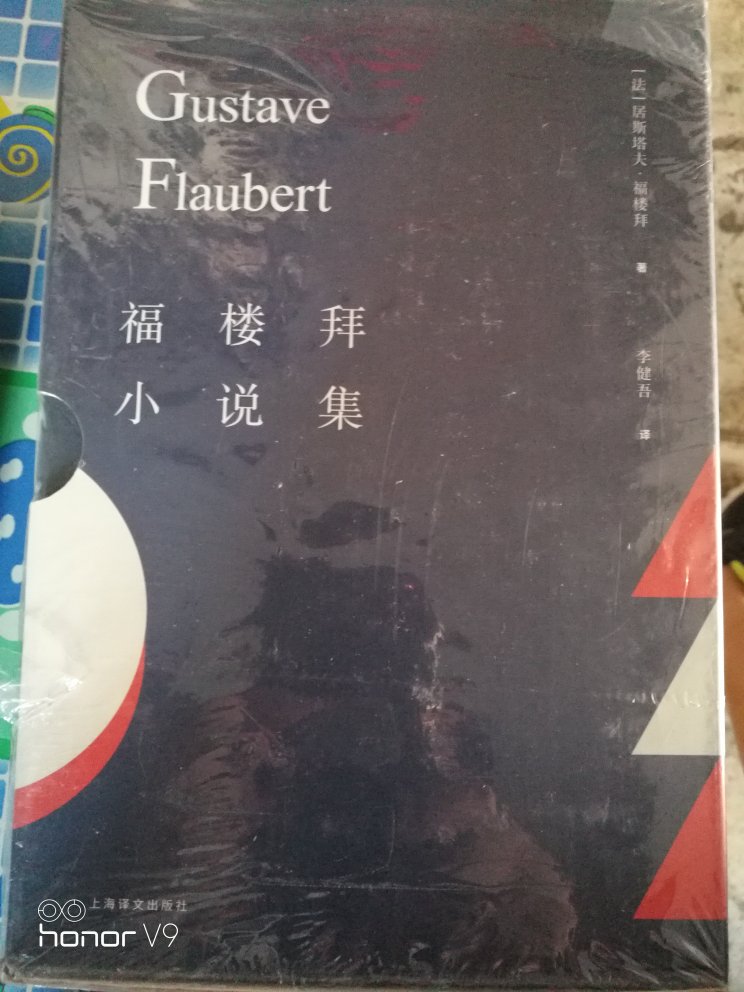 Gustave
Flaubert
福楼拜
小说集
[法]居斯塔夫·福楼拜 著
李健吾 译
上海译文出版社
honor V9